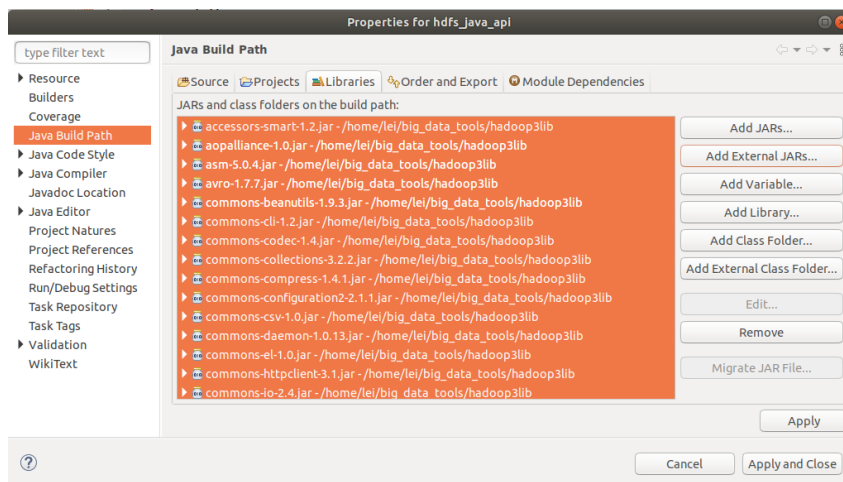 Properties for hdfs_java_api
type filter text
Resource
Builders
Coverage
Java Build Path
Java Code Style
Java Compiler
Javadoc Location
Java Editor
Project Natures
Project References
Refactoring History
Run/Debug Settings
Task Repository
Task Tags
Validation
WikiText
Java Build Path
Source Projects Libraries Order and Export Module Dependencies
JARs and class folders on the build path:
accessors-smart-1.2.jar - /home/lei/big_data_tools/hadoop3lib
aopalliance-1.0.jar - /home/lei/big_data_tools/hadoop3lib
asm-5.0.4.jar - /home/lei/big_data_tools/hadoop3lib
avro-1.7.7.jar - /home/lei/big_data_tools/hadoop3lib
commons-beanutils-1.9.3.jar - /home/lei/big_data_tools/hadoop3lib
commons-cli-1.2.jar - /home/lei/big_data_tools/hadoop3lib
commons-codec-1.4.jar - /home/lei/big_data_tools/hadoop3lib
commons-collections-3.2.2.jar - /home/lei/big_data_tools/hadoop3lib
commons-compress-1.4.1.jar - /home/lei/big_data_tools/hadoop3lib
commons-configuration2-2.1.1.jar - /home/lei/big_data_tools/hadoop3lib
commons-csv-1.0.jar - /home/lei/big_data_tools/hadoop3lib
commons-daemon-1.0.13.jar - /home/lei/big_data_tools/hadoop3lib
commons-el-1.0.jar - /home/lei/big_data_tools/hadoop3lib
commons-httpclient-3.1.jar - /home/lei/big_data_tools/hadoop3lib
commons-io-2.4.jar - /home/lei/big_data_tools/hadoop3lib
Add JARs...
Add External JARs...
Add Variable...
Add Library...
Add Class Folder...
Add External Class Folder...
Edit...
Remove
Migrate JAR File...
Apply
Cancel
Apply and Close